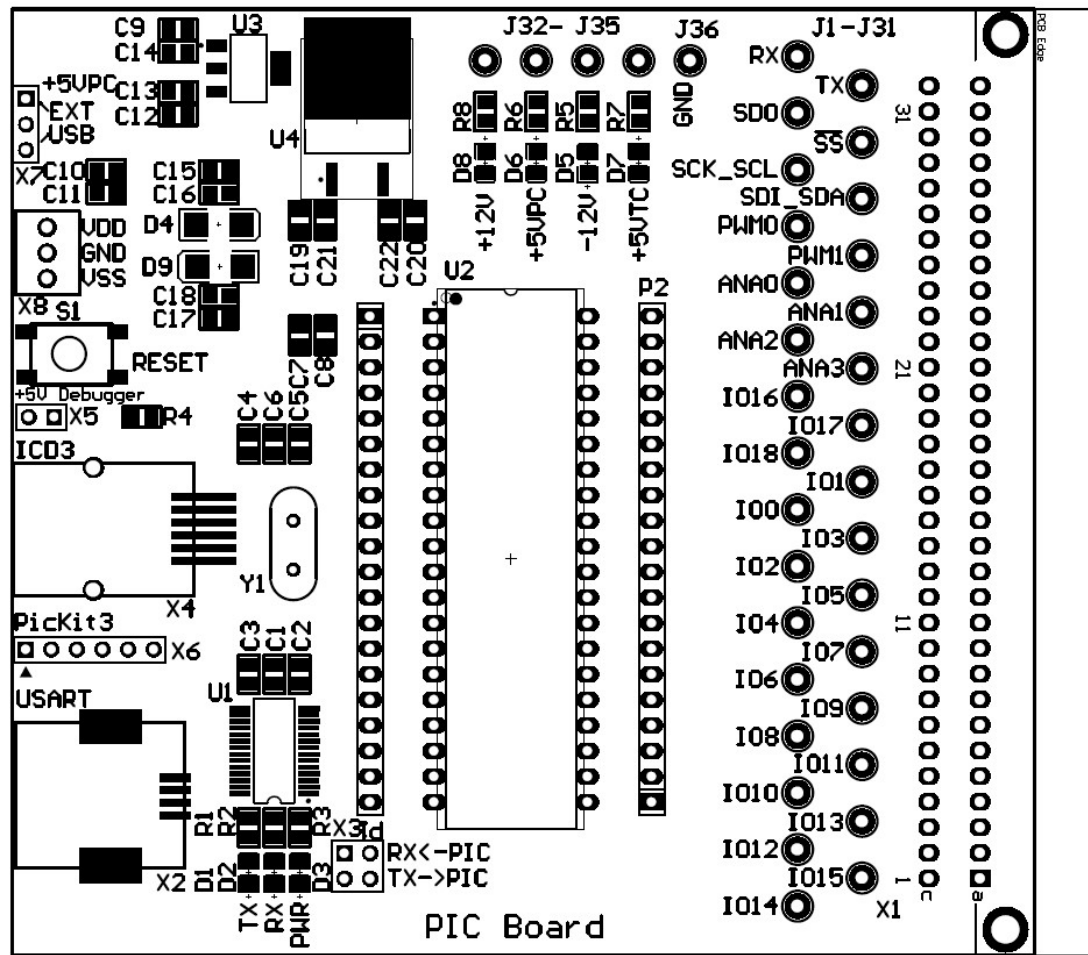 C9
U3
J32- J35
J36
J1-J31
PCB Edge
C14
RX
+5VPC
C13
TX
EXT
C12
R8
R6
R5
R7
GND
SDO
31
USB
U4
SS
X7
C10
C15
D8
D6
D5
D7
SCK_SCL
C11
C16
SDI_SDA
VDD
D4
+12V
+5VPC
-12V
+5VTC
PWM0
GND
C19
C21
C22
C20
PWM1
VSS
D9
U2
ANA0
P2
X8
C18
S1
C17
ANA1
RESET
C7
C8
ANA2
+5V Debugger
ANA3
21
X5
R4
C4
C6
C5
IO16
ICD3
IO17
IO18
IO1
IO0
IO3
Y1
IO2
X4
IO5
PicKit3
C3
C1
C2
IO4
11
X6
IO7
USART
U1
IO6
IO9
IO8
IO11
IO10
R1
R2
R3
X3
P1
IO13
RX<-PIC
IO12
X2
D1
D2
D3
TX->PIC
IO15
1
c
a
TX
RX
PWR
IO14
X1
PIC Board